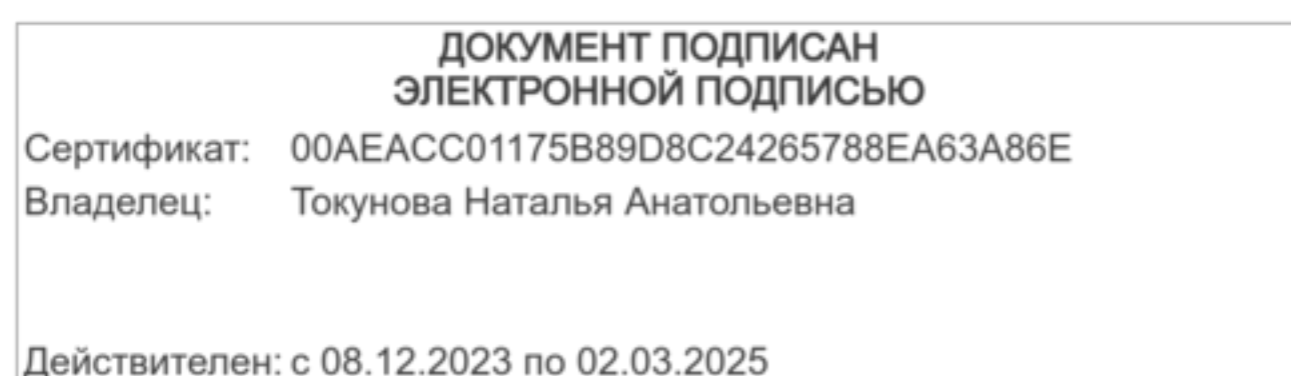 ДОКУМЕНТ ПОДПИСАН
ЭЛЕКТРОННОЙ ПОДПИСЬЮ
Сертификат: 00AEACC01175B89D8C24265788EA63A86E
Владелец: Токунова Наталья Анатольевна
Действителен: с 08.12.2023 по 02.03.2025